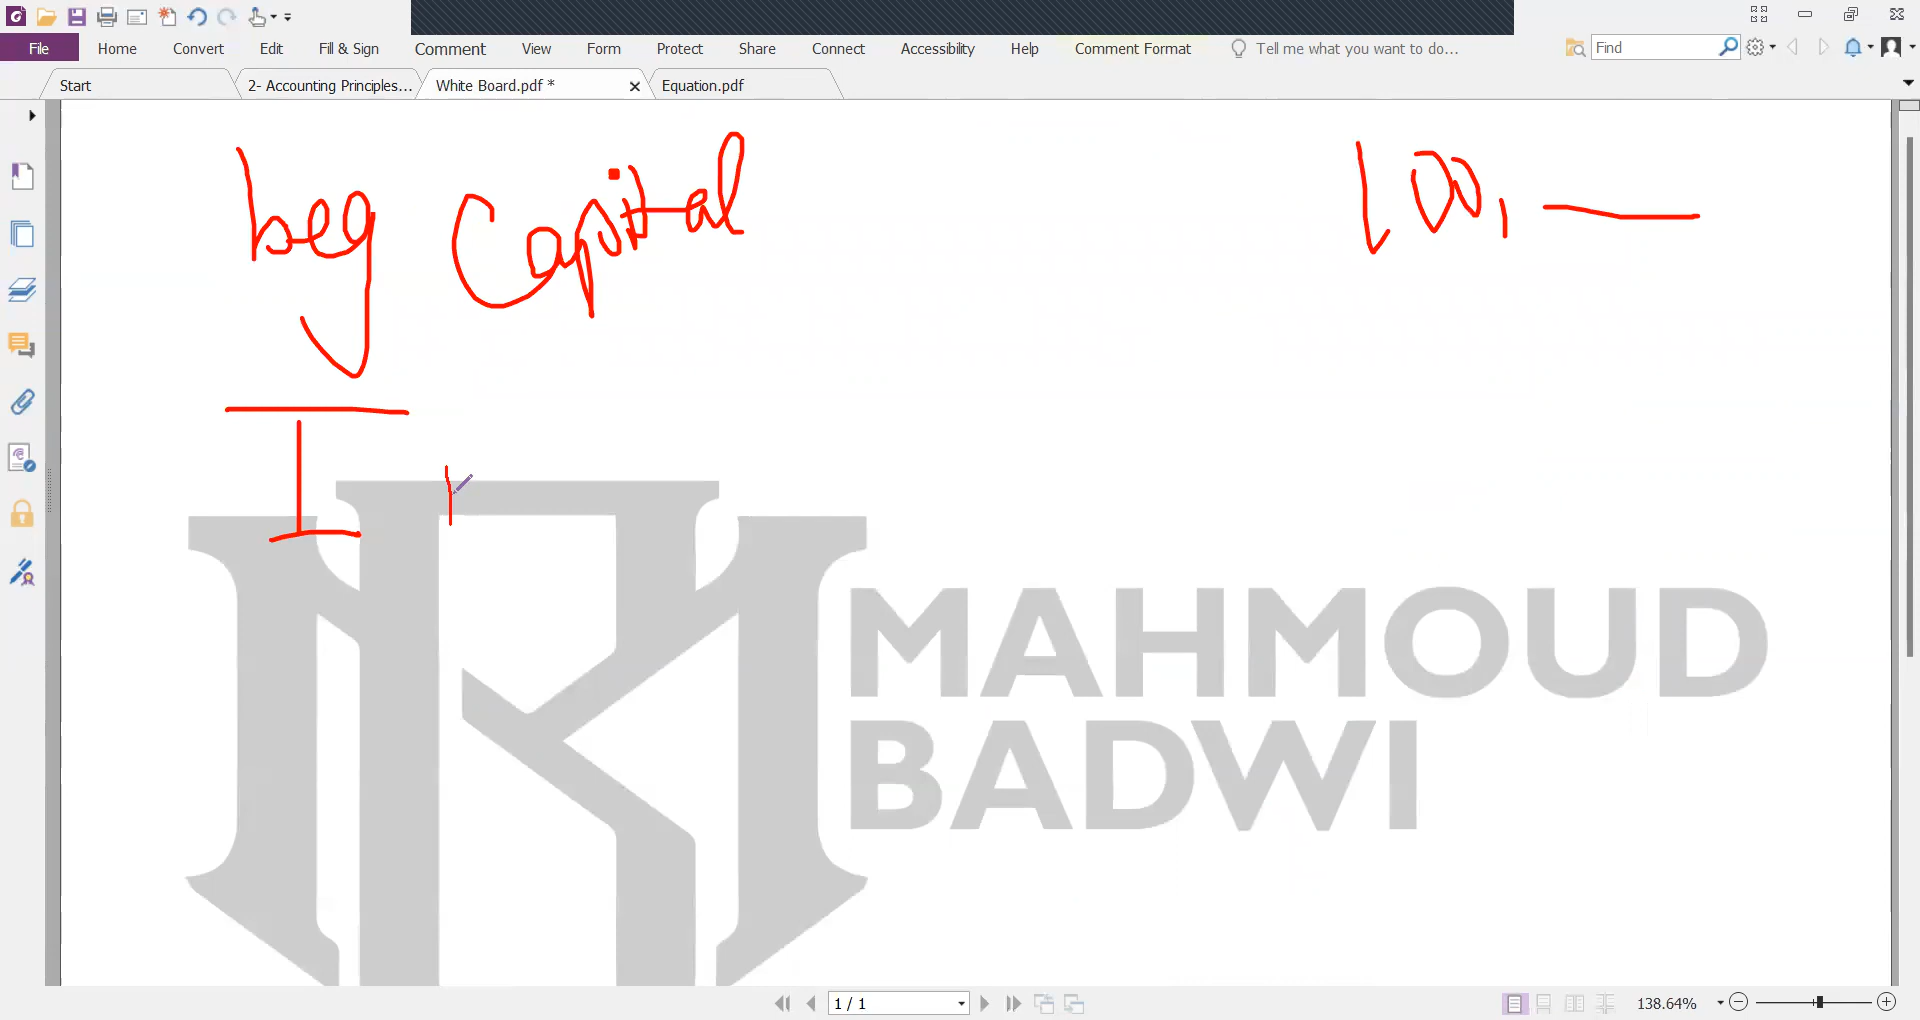 File Home Convert Edit Fill & Sign Comment View Form Protect Share Connect Accessibility Help Comment Format Tell me what you want to do... Find
Start 2- Accounting Principles... White Board.pdf * Equation.pdf
beg Capital 100,
I
MAHMOUD
BADWI
1 / 1 138.64%